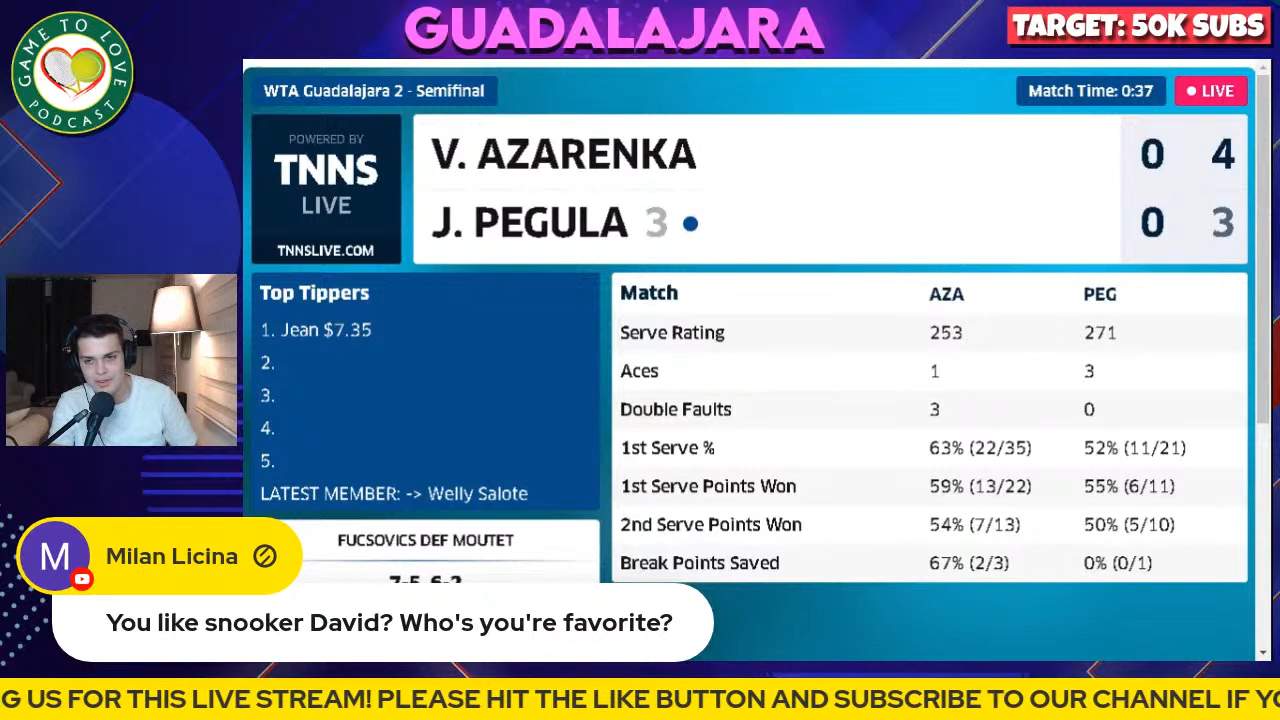 GUADALAJARA
TARGET: 50K SUBS
GAME TO LOVE
PODCAST
WTA Guadalajara 2 - Semifinal
Match Time: 0:37
LIVE
POWERED BY
TNNS
LIVE
TNNSLIVE.COM
V. AZARENKA 0 4
J. PEGULA 3 0 3
Top Tippers
1. Jean $7.35
2.
3.
4.
5.
LATEST MEMBER: -> Welly Salote
Match AZA PEG
Serve Rating 253 271
Aces 1 3
Double Faults 3 0
1st Serve % 63% (22/35) 52% (11/21)
1st Serve Points Won 59% (13/22) 55% (6/11)
2nd Serve Points Won 54% (7/13) 50% (5/10)
Break Points Saved 67% (2/3) 0% (0/1)
FUCSOVICS DEF MOUTET
7-5, 6-2
M
Milan Licina
You like snooker David? Who's you're favorite?
G US FOR THIS LIVE STREAM! PLEASE HIT THE LIKE BUTTON AND SUBSCRIBE TO OUR CHANNEL IF YO